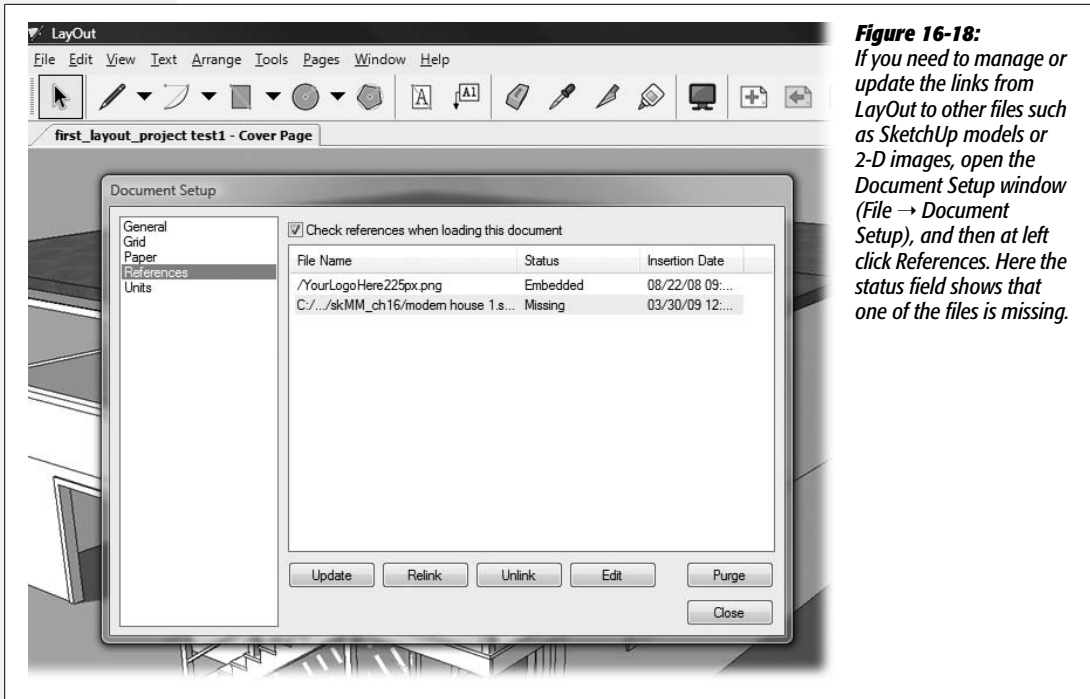 LayOut
File Edit View Text Arrange Tools Pages Window Help
A A1
first_layout_project test1 - Cover Page
Document Setup
General
Grid
Paper
References
Units
Check references when loading this document
File Name Status Insertion Date
/YourLogoHere225px.png Embedded 08/22/08 09:...
C:/.../skMM_ch16/modern house 1.s... Missing 03/30/09 12:...
Update Relink Unlink Edit Purge
Close
Figure 16-18:
If you need to manage or
update the links from
LayOut to other files such
as SketchUp models or
2-D images, open the
Document Setup window
(File → Document
Setup), and then at left
click References. Here the
status field shows that
one of the files is missing.